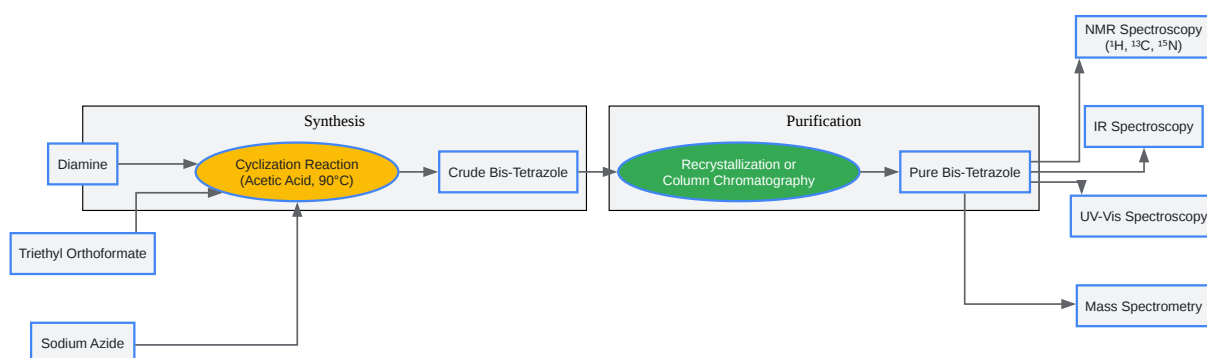 NMR Spectroscopy
(¹H, ¹³C, ¹⁵N)
Synthesis
Purification
IR Spectroscopy
Diamine
Cyclization Reaction
(Acetic Acid, 90°C)
Crude Bis-Tetrazole
Recrystallization or
Column Chromatography
Pure Bis-Tetrazole
UV-Vis Spectroscopy
Triethyl Orthoformate
Mass Spectrometry
Sodium Azide